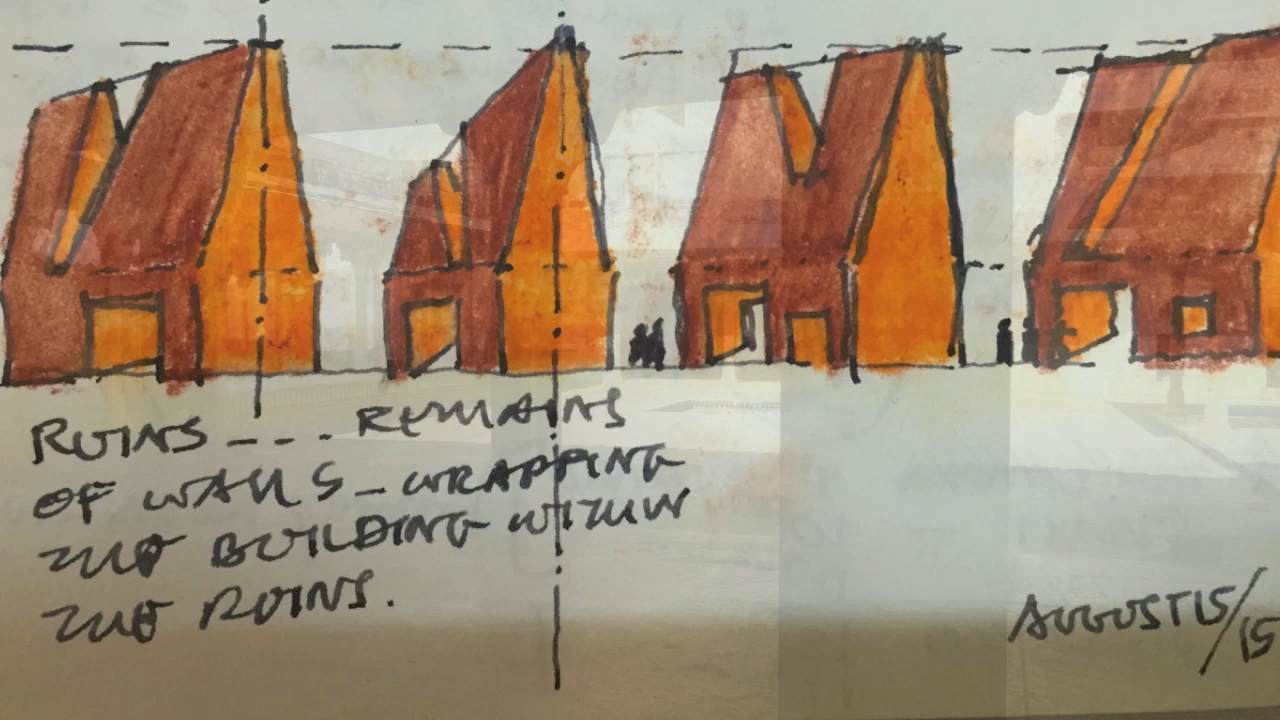 RUINS --- REMAINS
OF WALLS - WRAPPING
THE BUILDING WITHIN
THE RUINS.
AUGUST 15/15